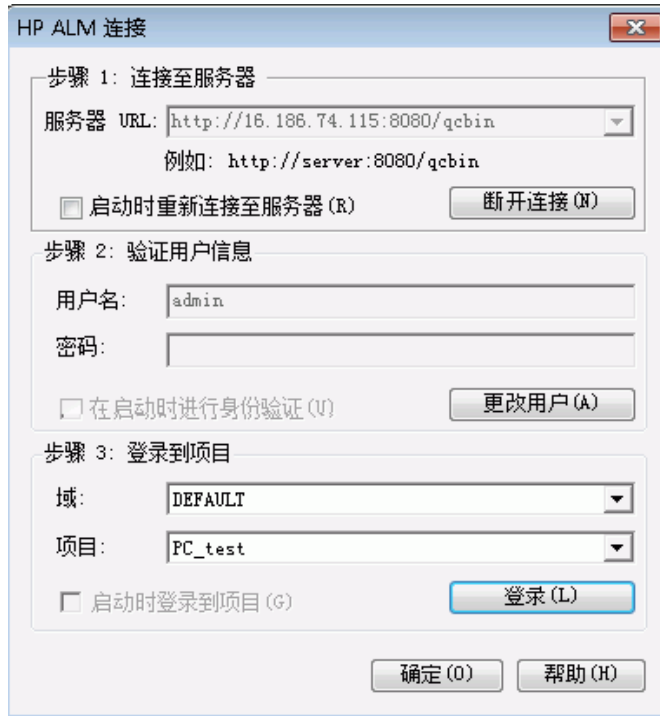 HP ALM 连接
步骤 1: 连接至服务器
服务器 URL: http://16.186.74.115:8080/qcbin
例如: http://server:8080/qcbin
启动时重新连接至服务器(R) 断开连接(N)
步骤 2: 验证用户信息
用户名: admin
密码:
在启动时进行身份验证(U) 更改用户(A)
步骤 3: 登录到项目
域: DEFAULT
项目: PC_test
启动时登录到项目(G) 登录(L)
确定(O) 帮助(H)